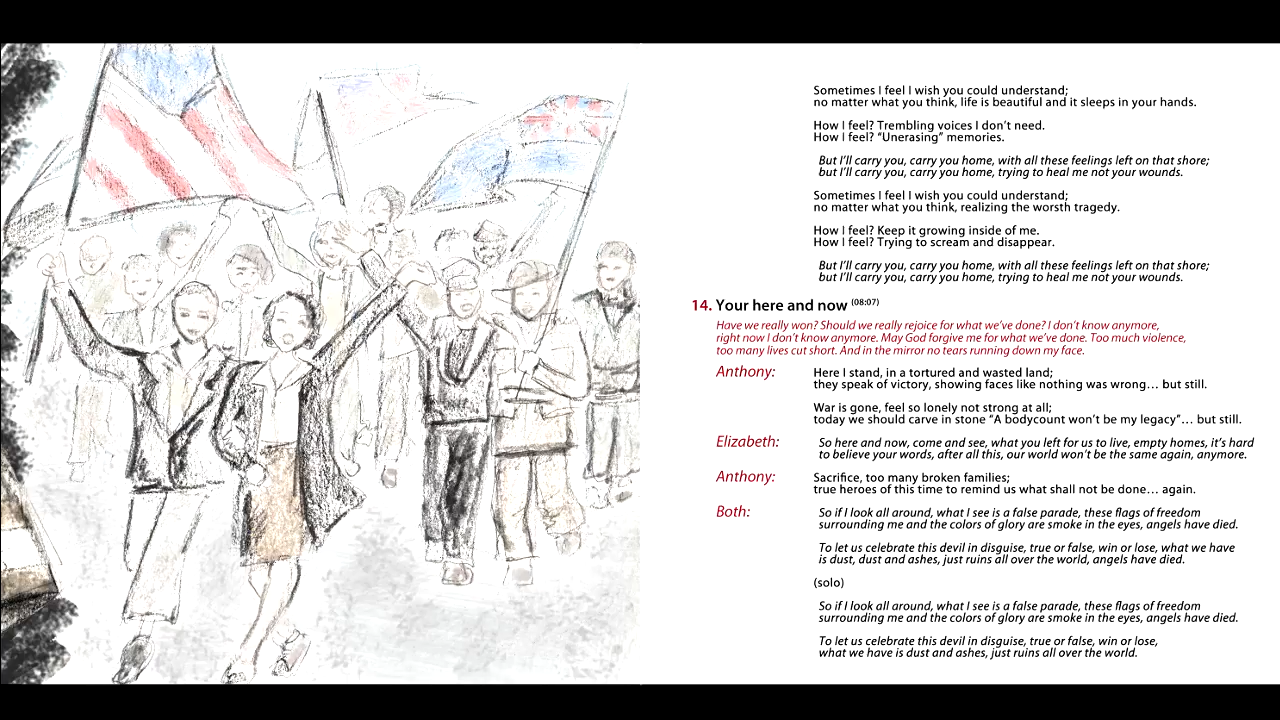 Sometimes I feel I wish you could understand;
no matter what you think, life is beautiful and it sleeps in your hands.
How I feel? Trembling voices I don't need.
How I feel? "Unerasing" memories.
But I'll carry you, carry you home, with all these feelings left on that shore;
but I'll carry you, carry you home, trying to heal me not your wounds.
Sometimes I feel I wish you could understand;
no matter what you think, realizing the worsth tragedy.
How I feel? Keep it growing inside of me.
How I feel? Trying to scream and disappear.
But I'll carry you, carry you home, with all these feelings left on that shore;
but I'll carry you, carry you home, trying to heal me not your wounds.
14. Your here and now (08:07)
Have we really won? Should we really rejoice for what we've done? I don't know anymore,
right now I don't know anymore. May God forgive me for what we've done. Too much violence,
too many lives cut short. And in the mirror no tears running down my face.
Anthony: Here I stand, in a tortured and wasted land;
they speak of victory, showing faces like nothing was wrong... but still.
War is gone, feel so lonely not strong at all;
today we should carve in stone "A bodycount won't be my legacy"... but still.
Elizabeth: So here and now, come and see, what you left for us to live, empty homes, it's hard
to believe your words, after all this, our world won't be the same again, anymore.
Anthony: Sacrifice, too many broken families;
true heroes of this time to remind us what shall not be done... again.
Both: So if I look all around, what I see is a false parade, these flags of freedom
surrounding me and the colors of glory are smoke in the eyes, angels have died.
To let us celebrate this devil in disguise, true or false, win or lose, what we have
is dust, dust and ashes, just ruins all over the world, angels have died.
(solo)
So if I look all around, what I see is a false parade, these flags of freedom
surrounding me and the colors of glory are smoke in the eyes, angels have died.
To let us celebrate this devil in disguise, true or false, win or lose,
what we have is dust and ashes, just ruins all over the world.